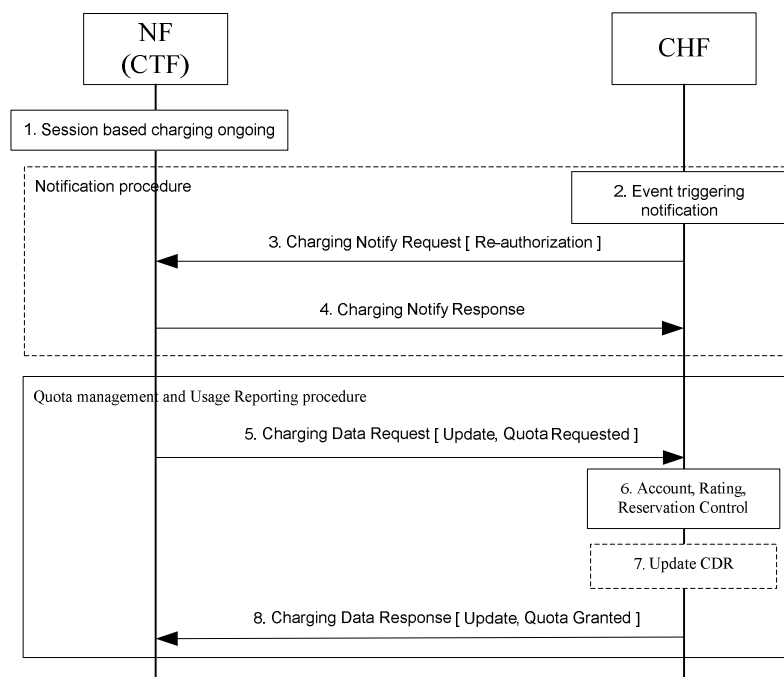 NF
(CTF)
CHF
1. Session based charging ongoing
Notification procedure
2. Event triggering
notification
3. Charging Notify Request [ Re-authorization ]
4. Charging Notify Response
Quota management and Usage Reporting procedure
5. Charging Data Request [ Update, Quota Requested ]
6. Account, Rating,
Reservation Control
7. Update CDR
8. Charging Data Response [ Update, Quota Granted ]